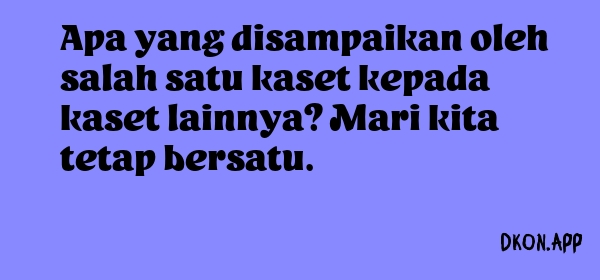 Apa yang disampaikan oleh
salah satu kaset kepada
kaset lainnya? Mari kita
tetap bersatu.
DKON.APP